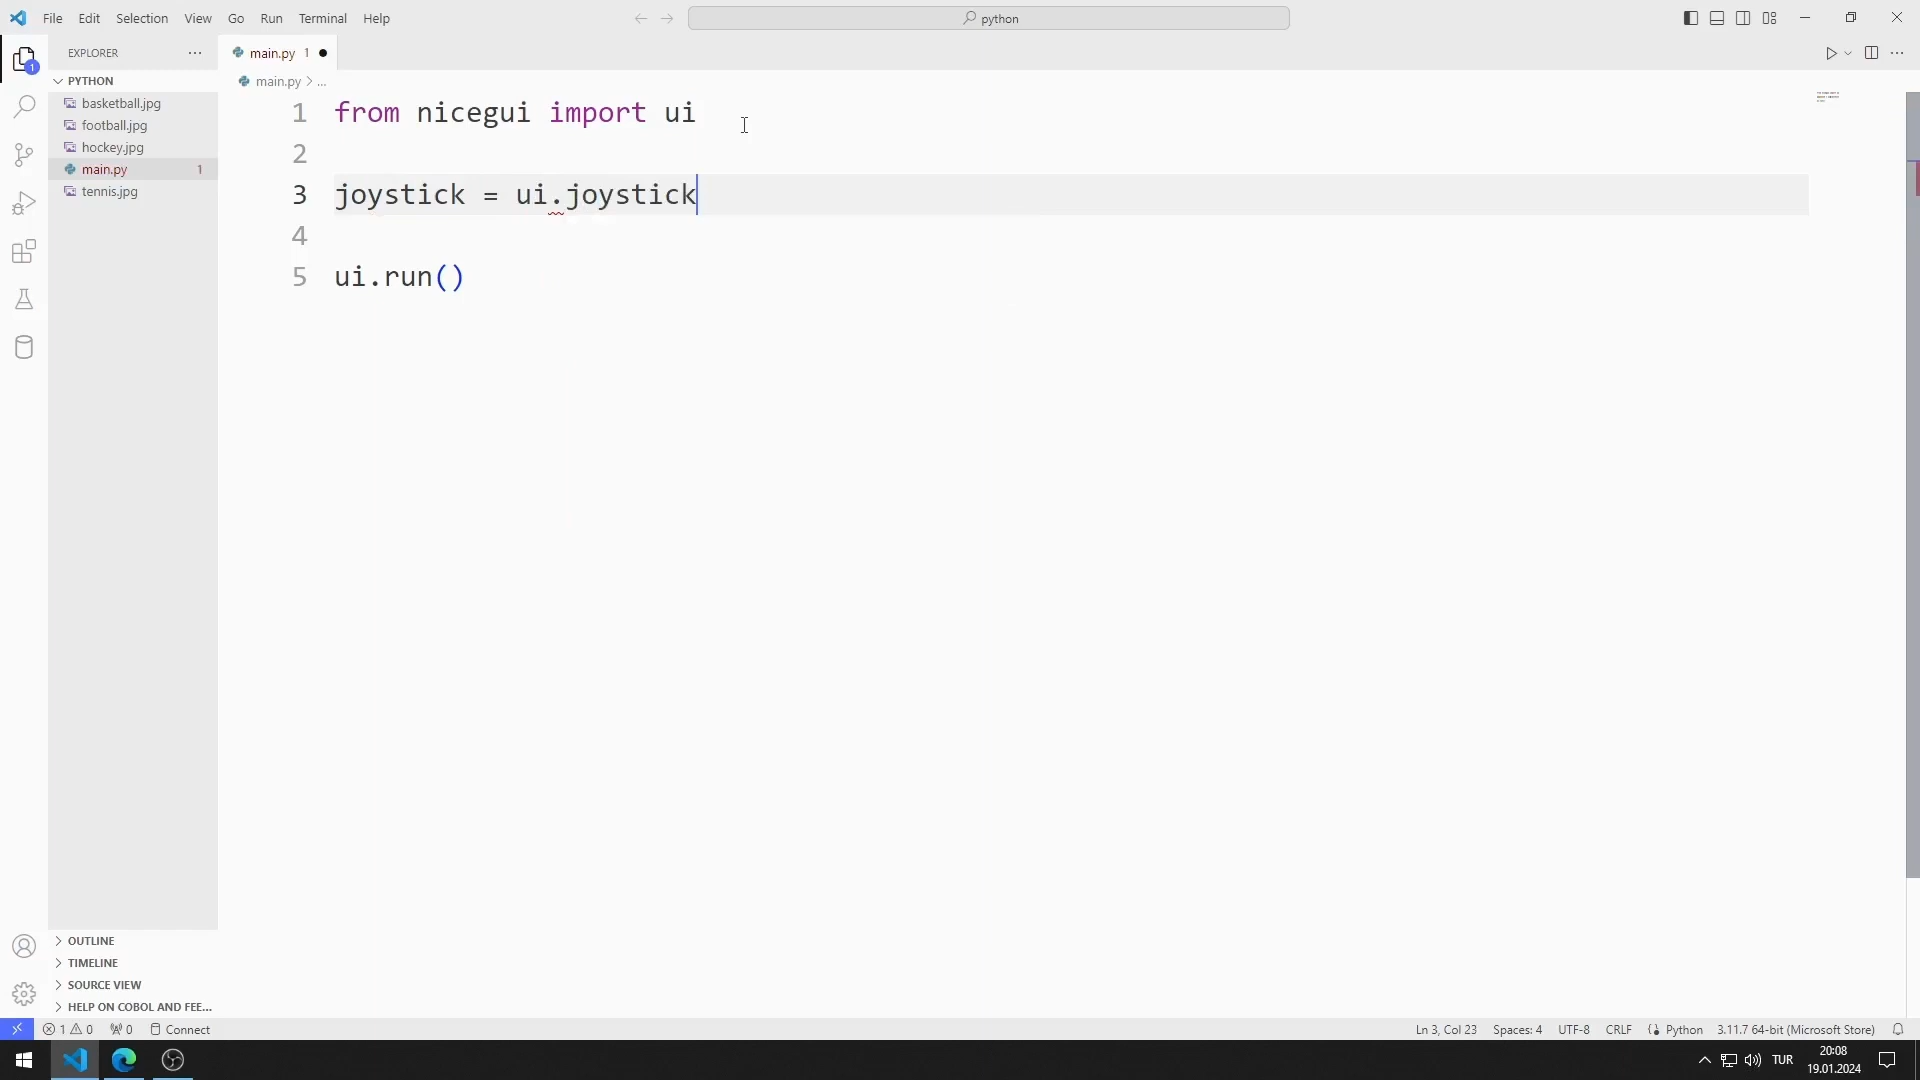 File Edit Selection View Go Run Terminal Help
python
EXPLORER
main.py 1
PYTHON
main.py > ...
basketball.jpg
football.jpg
hockey.jpg
main.py 1
tennis.jpg
1 from nicegui import ui
2
3 joystick = ui.joystick
4
5 ui.run()
OUTLINE
TIMELINE
SOURCE VIEW
HELP ON COBOL AND FEE...
1 0 0 Connect
Ln 3, Col 23 Spaces: 4 UTF-8 CRLF Python 3.11.7 64-bit (Microsoft Store)
TUR
20:08
19.01.2024